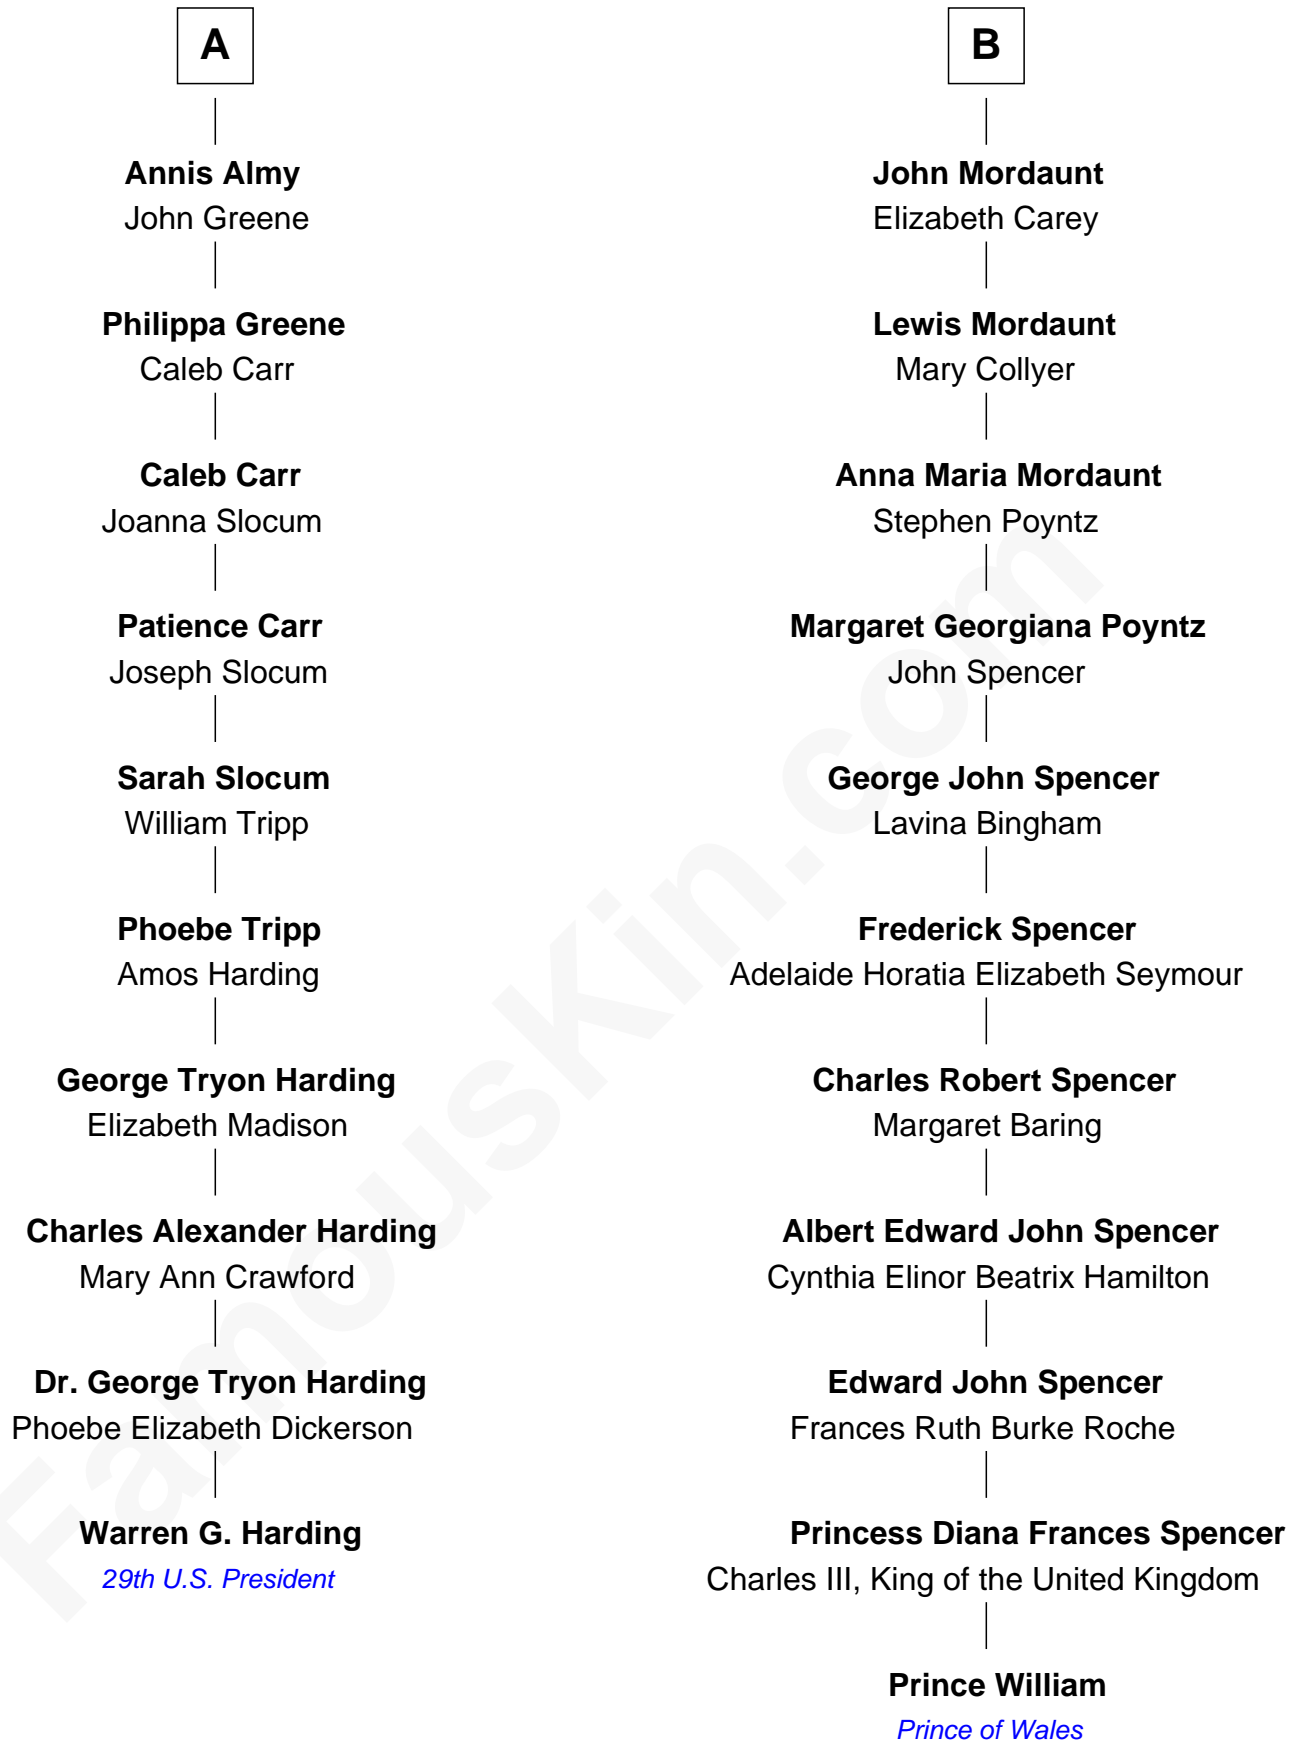 A
Annis Almy
John Greene
Philippa Greene
Caleb Carr
Caleb Carr
Joanna Slocum
Patience Carr
Joseph Slocum
Sarah Slocum
William Tripp
Phoebe Tripp
Amos Harding
George Tryon Harding
Elizabeth Madison
Charles Alexander Harding
Mary Ann Crawford
Dr. George Tryon Harding
Phoebe Elizabeth Dickerson
Warren G. Harding
29th U.S. President
B
John Mordaunt
Elizabeth Carey
Lewis Mordaunt
Mary Collyer
Anna Maria Mordaunt
Stephen Poyntz
Margaret Georgiana Poyntz
John Spencer
George John Spencer
Lavina Bingham
Frederick Spencer
Adelaide Horatia Elizabeth Seymour
Charles Robert Spencer
Margaret Baring
Albert Edward John Spencer
Cynthia Elinor Beatrix Hamilton
Edward John Spencer
Frances Ruth Burke Roche
Princess Diana Frances Spencer
Charles III, King of the United Kingdom
Prince William
Prince of Wales
FamousKin.com